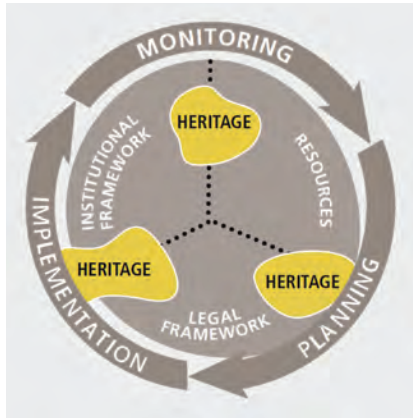 MONITORING
HERITAGE
INSTITUTIONAL
FRAMEWORK
RESOURCES
IMPLEMENTATION
HERITAGE
HERITAGE
LEGAL
FRAMEWORK
PLANNING